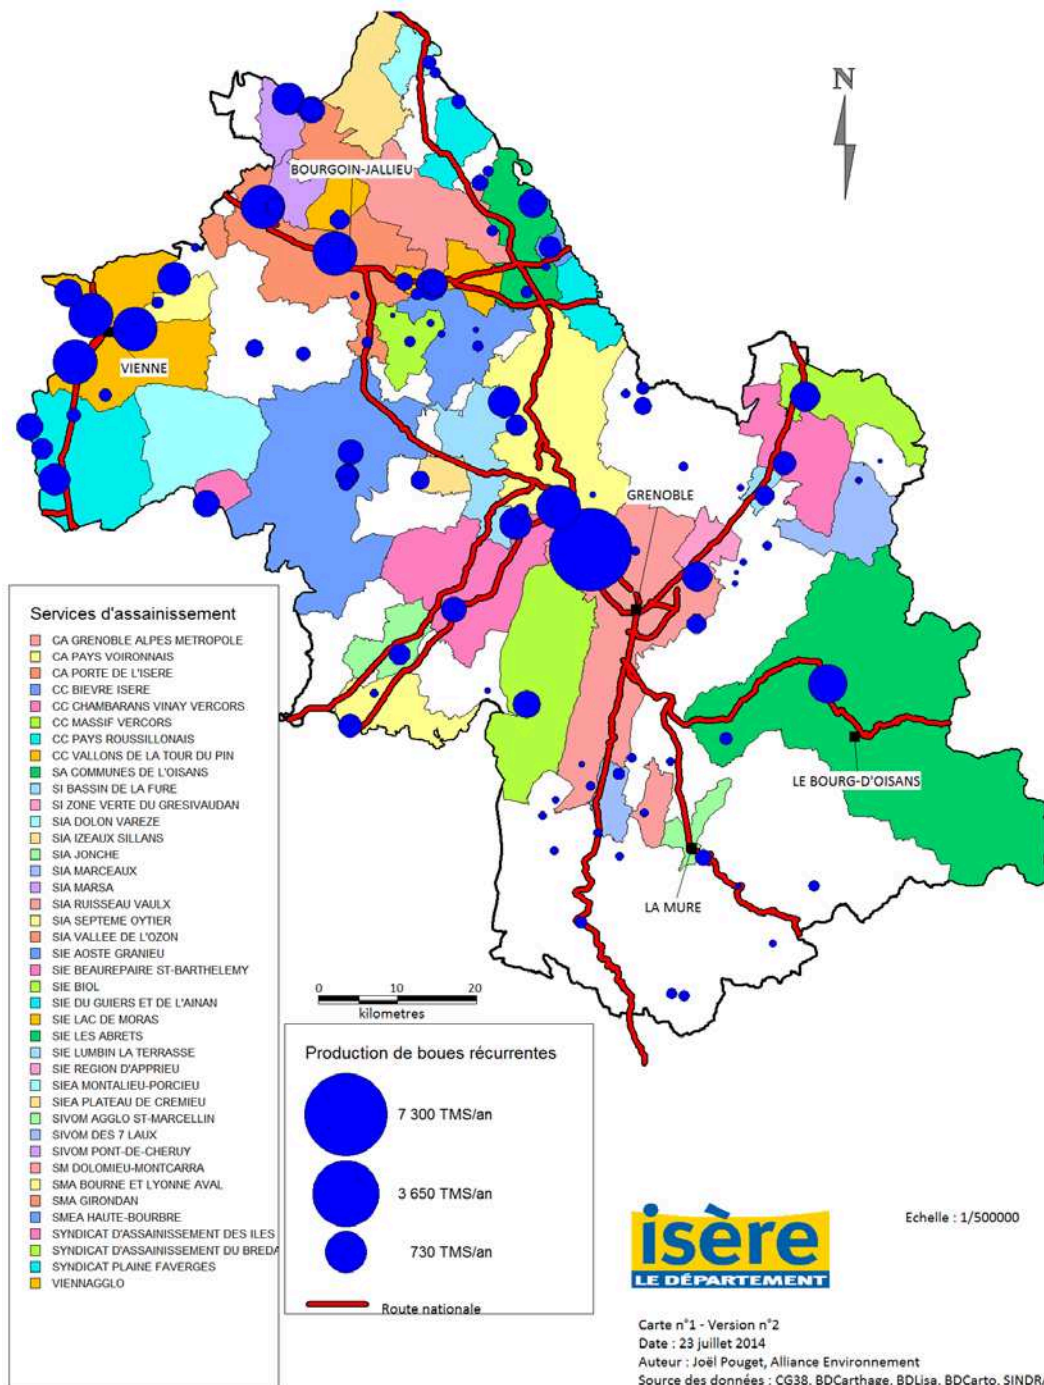 N
BOURGOIN-JALLIEU
VIENNE
GRENOBLE
LE BOURG-D'OISANS
LA MURE
Services d'assainissement
CA GRENOBLE ALPES METROPOLE
CA PAYS VOIRONNAIS
CA PORTE DE L'ISERE
CC BIEVRE ISERE
CC CHAMBARANS VINAY VERCORS
CC MASSIF VERCORS
CC PAYS ROUSSILLONAIS
CC VALLONS DE LA TOUR DU PIN
SA COMMUNES DE L'OISANS
SI BASSIN DE LA FURE
SI ZONE VERTE DU GRESIVAUDAN
SIA DOLON VAREZE
SIA IZEAUX SILLANS
SIA JONCHE
SIA MARCEAUX
SIA MARSA
SIA RUISSEAU VAULX
SIA SEPTEME OYTIER
SIA VALLEE DE L'OZON
SIE AOSTE GRANIEU
SIE BEAUREPAIRE ST-BARTHELEMY
SIE BIOL
SIE DU GUIERS ET DE L'AINAN
SIE LAC DE MORAS
SIE LES ABRETS
SIE LUMBIN LA TERRASSE
SIE REGION D'APPRIEU
SIEA MONTALIEU-PORCIEU
SIEA PLATEAU DE CREMIEU
SIVOM AGGLO ST-MARCELLIN
SIVOM DES 7 LAUX
SIVOM PONT-DE-CHERUY
SM DOLOMIEU-MONTCARRA
SMA BOURNE ET LYONNE AVAL
SMA GIRONDAN
SMEA HAUTE-BOURBRE
SYNDICAT D'ASSAINISSEMENT DES ILES
SYNDICAT D'ASSAINISSEMENT DU BREDA
SYNDICAT PLAINE FAVERGES
VIENNAGGLO
0 10 20
kilometres
Production de boues récurrentes
7 300 TMS/an
3 650 TMS/an
730 TMS/an
Route nationale
isère
LE DÉPARTEMENT
Echelle : 1/500000
Carte n°1 - Version n°2
Date : 23 juillet 2014
Auteur : Joël Pouget, Alliance Environnement
Source des données : CG38, BDCarthage, BDLisa, BDCarto, SINDRA